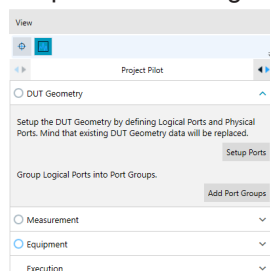 View
Project Pilot
DUT Geometry
Setup the DUT Geometry by defining Logical Ports and Physical
Ports. Mind that existing DUT Geometry data will be replaced.
Setup Ports
Group Logical Ports into Port Groups.
Add Port Groups
Measurement
Equipment
Execution